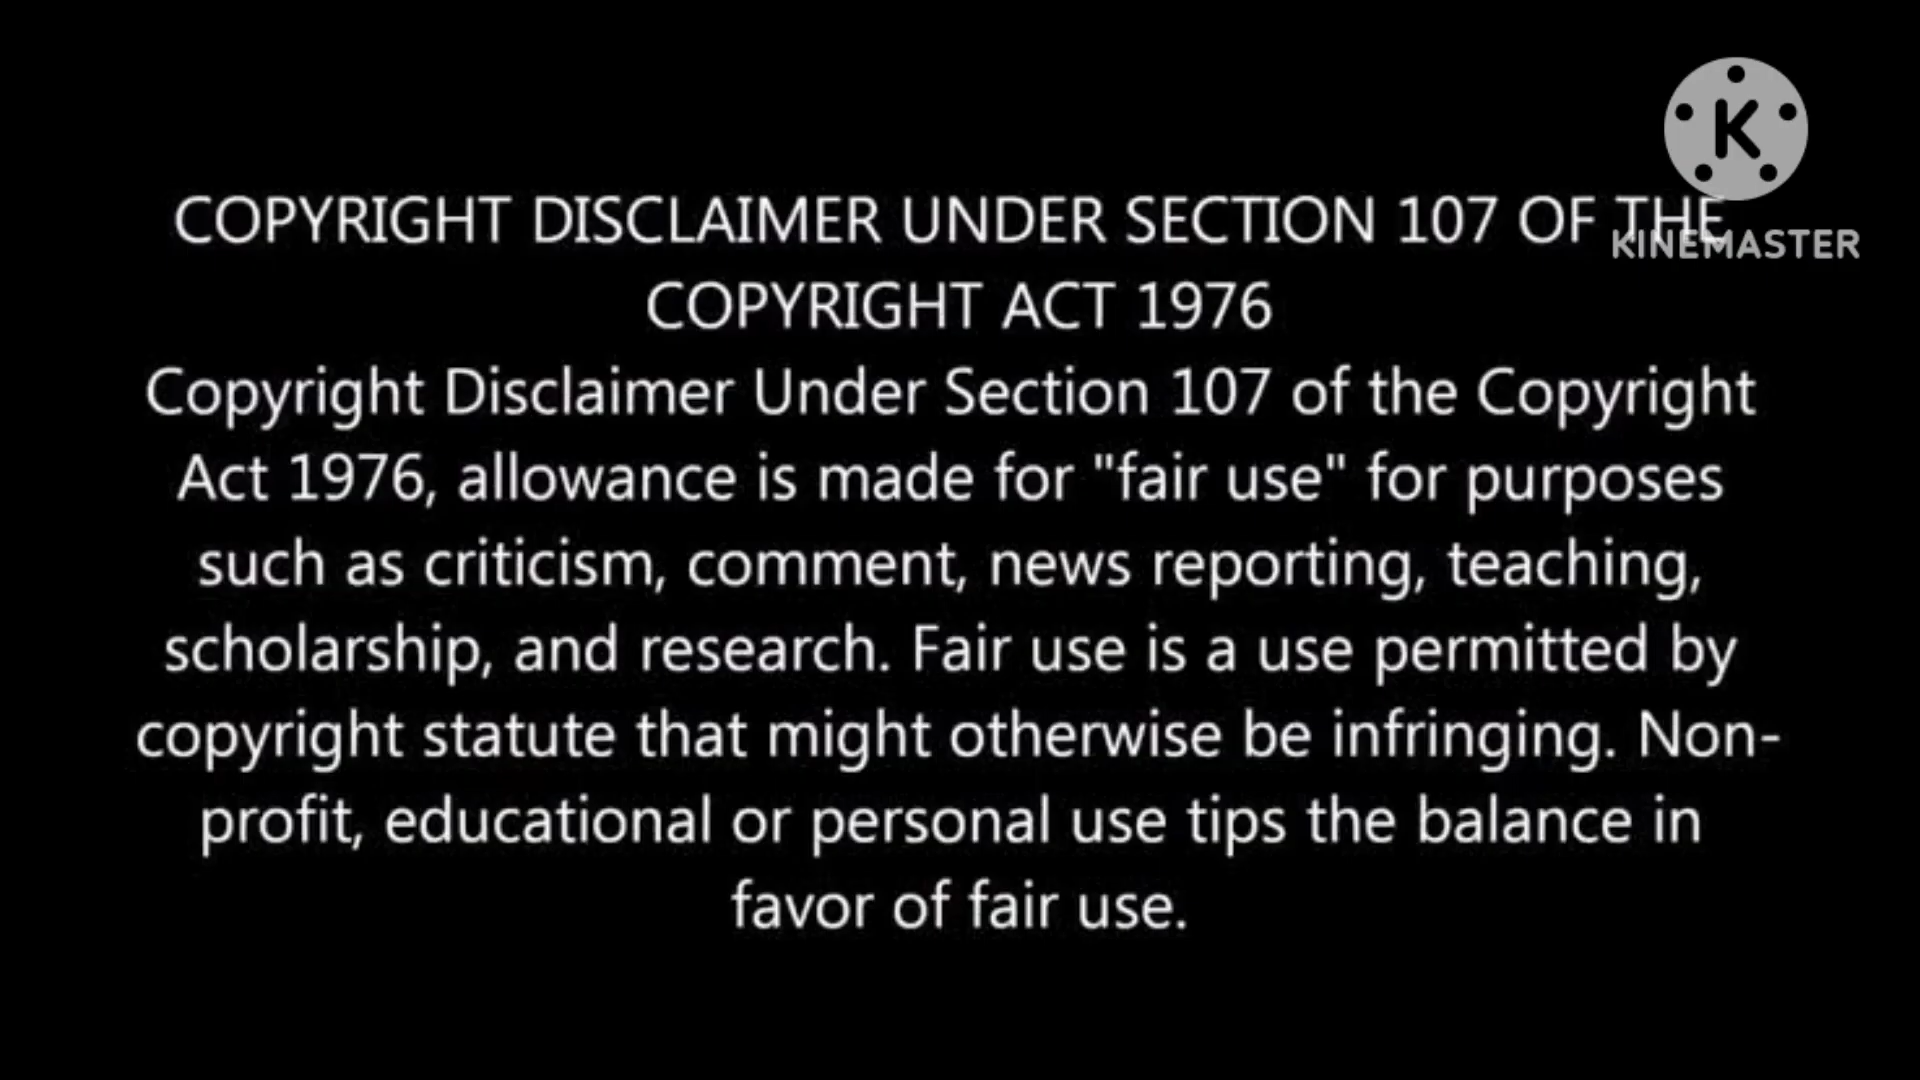 K
KINEMASTER
COPYRIGHT DISCLAIMER UNDER SECTION 107 OF THE
COPYRIGHT ACT 1976
Copyright Disclaimer Under Section 107 of the Copyright
Act 1976, allowance is made for "fair use" for purposes
such as criticism, comment, news reporting, teaching,
scholarship, and research. Fair use is a use permitted by
copyright statute that might otherwise be infringing. Non-
profit, educational or personal use tips the balance in
favor of fair use.